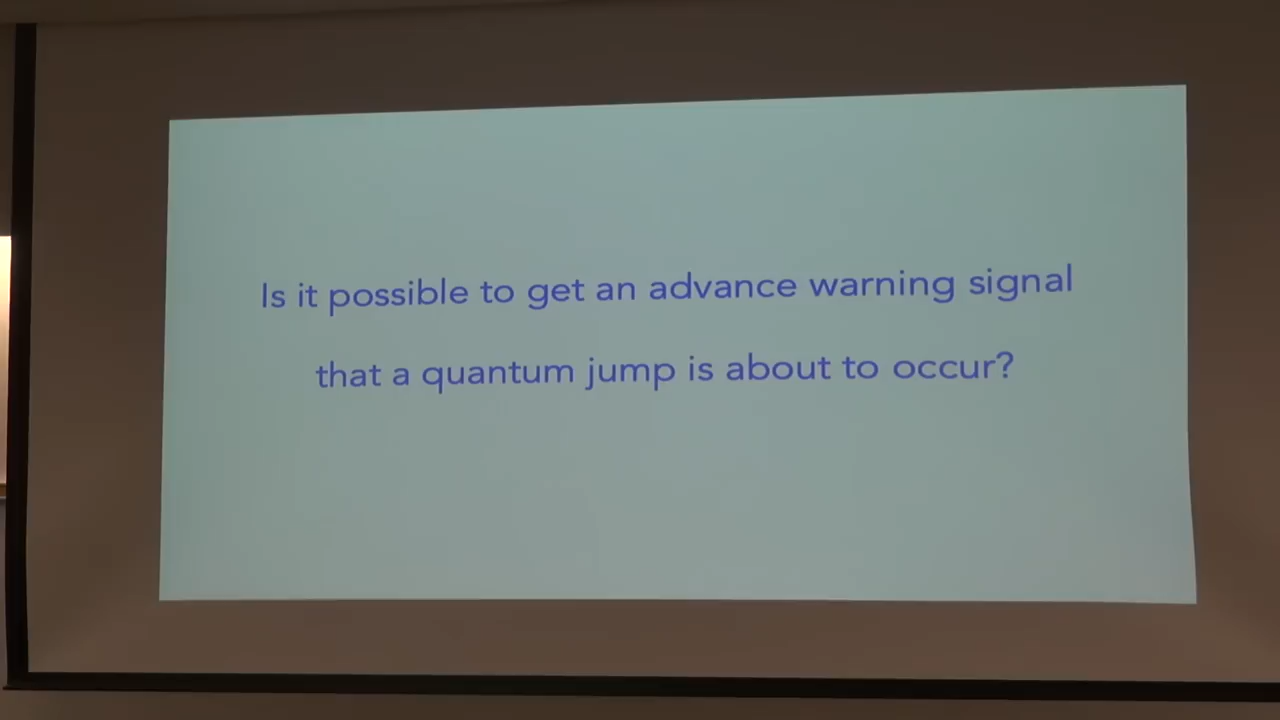 Is it possible to get an advance warning signal
that a quantum jump is about to occur?